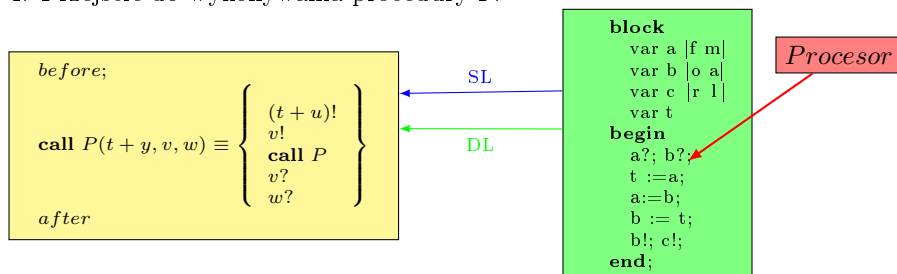 before;
call P(t + y, v, w) ≡
(t + u)!
v!
call P
v?
w?
after
SL
DL
block
var a |f m|
var b |o a|
var c |r l|
var t
begin
a?; b?;
t :=a;
a:=b;
b := t;
b!; c!;
end;
Procesor